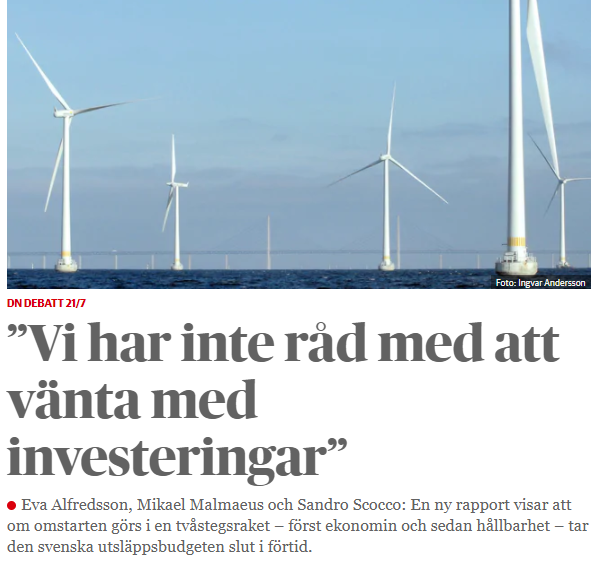 Foto: Ingvar Andersson
DN DEBATT 21/7
”Vi har inte råd med att
vänta med
investeringar”
● Eva Alfredsson, Mikael Malmaeus och Sandro Scocco: En ny rapport visar att
om omstarten görs i en tvåstegsraket – först ekonomin och sedan hållbarhet – tar
den svenska utsläppsbudgeten slut i förtid.